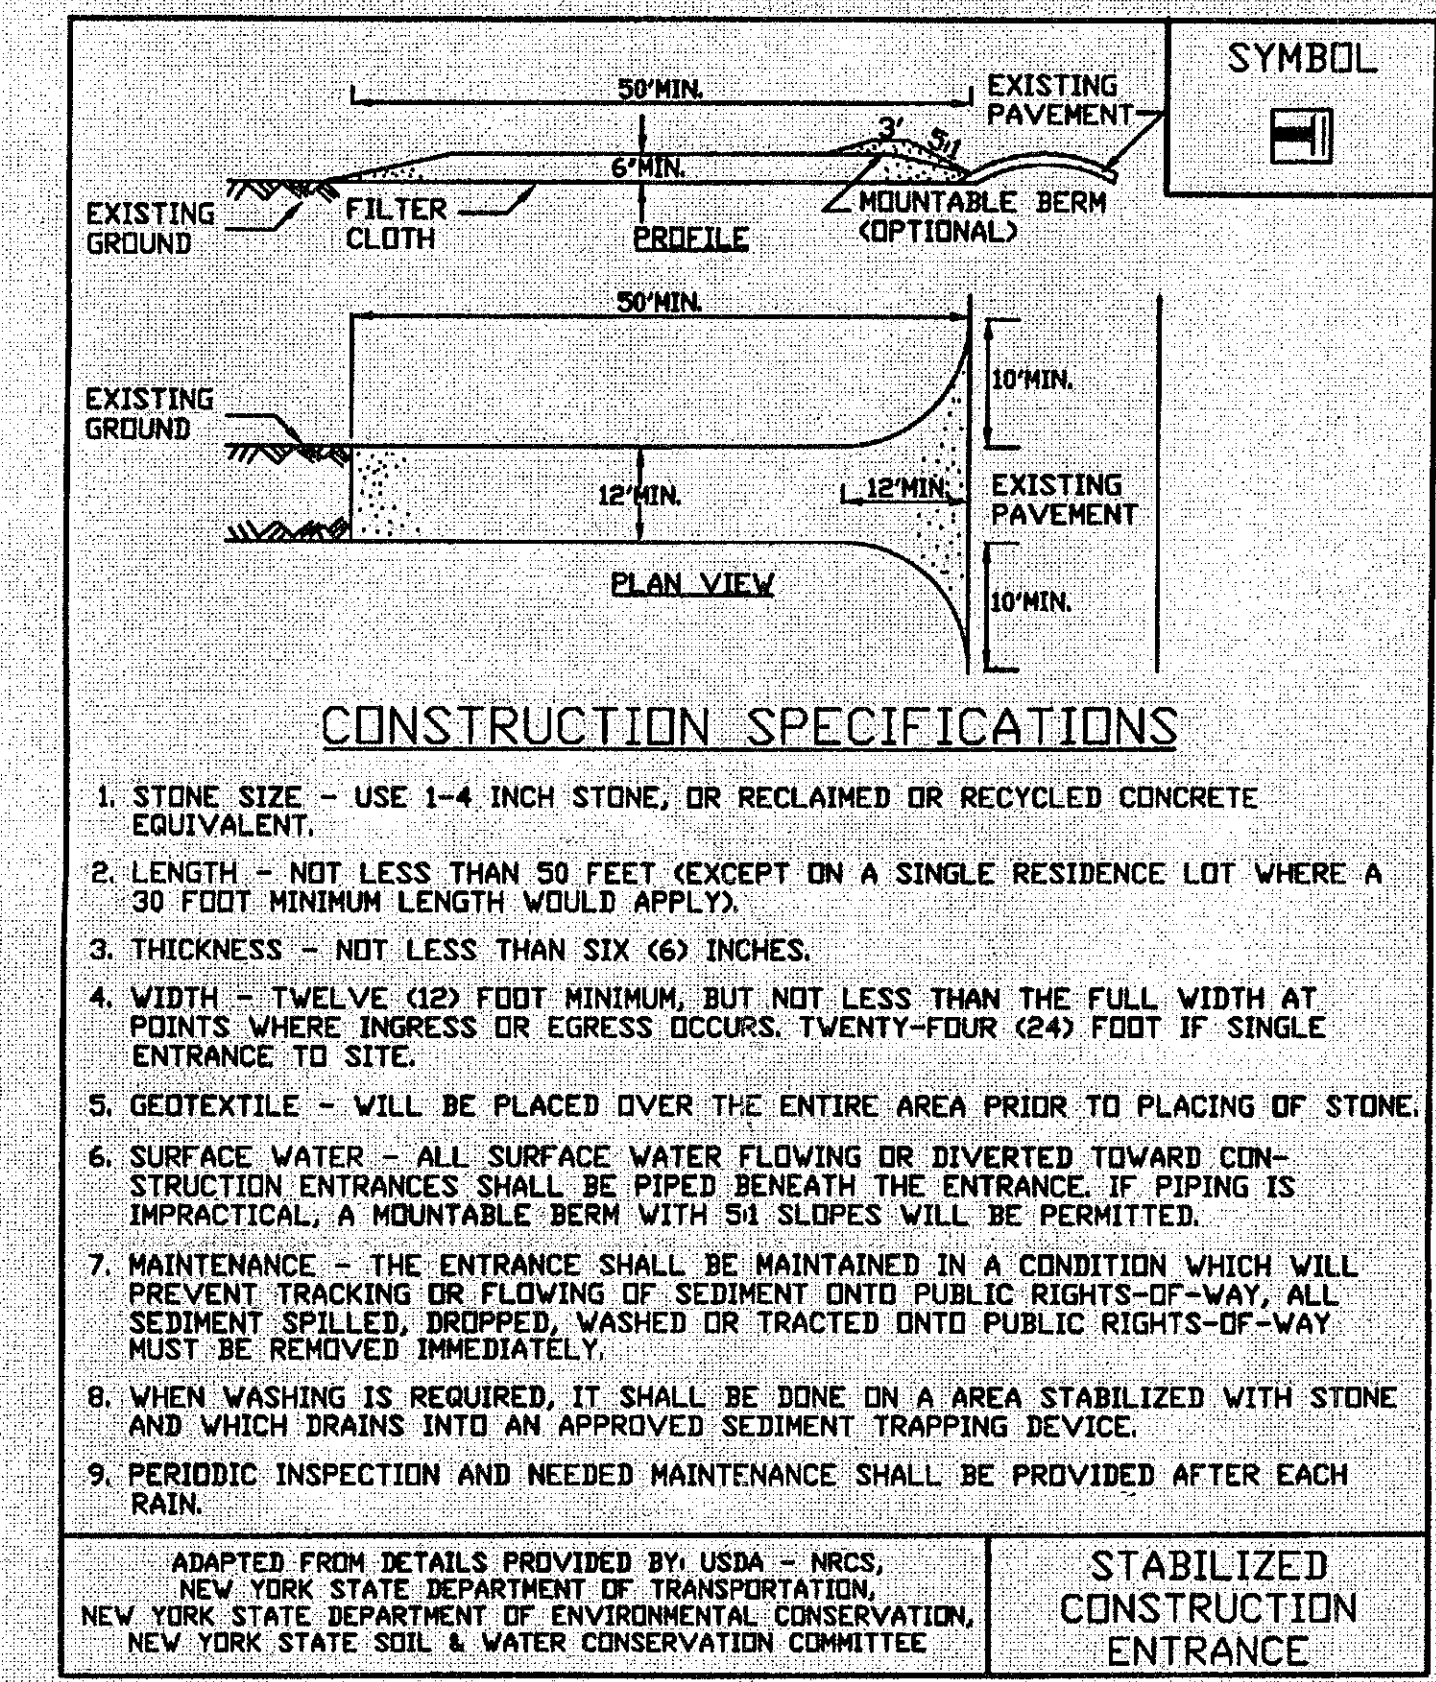 SYMBOL
50'MIN.
EXISTING
PAVEMENT
3'
5:1
6"MIN.
EXISTING
GROUND
FILTER
CLOTH
PROFILE
MOUNTABLE BERM
(OPTIONAL)
50'MIN.
10'MIN.
EXISTING
GROUND
12'MIN.
12'MIN.
EXISTING
PAVEMENT
PLAN VIEW
10'MIN.
CONSTRUCTION SPECIFICATIONS
1. STONE SIZE - USE 1-4 INCH STONE, OR RECLAIMED OR RECYCLED CONCRETE
EQUIVALENT.
2. LENGTH - NOT LESS THAN 50 FEET (EXCEPT ON A SINGLE RESIDENCE LOT WHERE A
30 FOOT MINIMUM LENGTH WOULD APPLY).
3. THICKNESS - NOT LESS THAN SIX (6) INCHES.
4. WIDTH - TWELVE (12) FOOT MINIMUM, BUT NOT LESS THAN THE FULL WIDTH AT
POINTS WHERE INGRESS OR EGRESS OCCURS. TWENTY-FOUR (24) FOOT IF SINGLE
ENTRANCE TO SITE.
5. GEOTEXTILE - WILL BE PLACED OVER THE ENTIRE AREA PRIOR TO PLACING OF STONE.
6. SURFACE WATER - ALL SURFACE WATER FLOWING OR DIVERTED TOWARD CON-
STRUCTION ENTRANCES SHALL BE PIPED BENEATH THE ENTRANCE. IF PIPING IS
IMPRACTICAL, A MOUNTABLE BERM WITH 5:1 SLOPES WILL BE PERMITTED.
7. MAINTENANCE - THE ENTRANCE SHALL BE MAINTAINED IN A CONDITION WHICH WILL
PREVENT TRACKING OR FLOWING OF SEDIMENT ONTO PUBLIC RIGHTS-OF-WAY, ALL
SEDIMENT SPILLED, DROPPED, WASHED OR TRACTED ONTO PUBLIC RIGHTS-OF-WAY
MUST BE REMOVED IMMEDIATELY.
8. WHEN WASHING IS REQUIRED, IT SHALL BE DONE ON A AREA STABILIZED WITH STONE
AND WHICH DRAINS INTO AN APPROVED SEDIMENT TRAPPING DEVICE.
9. PERIODIC INSPECTION AND NEEDED MAINTENANCE SHALL BE PROVIDED AFTER EACH
RAIN.
ADAPTED FROM DETAILS PROVIDED BY: USDA - NRCS,
NEW YORK STATE DEPARTMENT OF TRANSPORTATION,
NEW YORK STATE DEPARTMENT OF ENVIRONMENTAL CONSERVATION,
NEW YORK STATE SOIL & WATER CONSERVATION COMMITTEE
STABILIZED
CONSTRUCTION
ENTRANCE